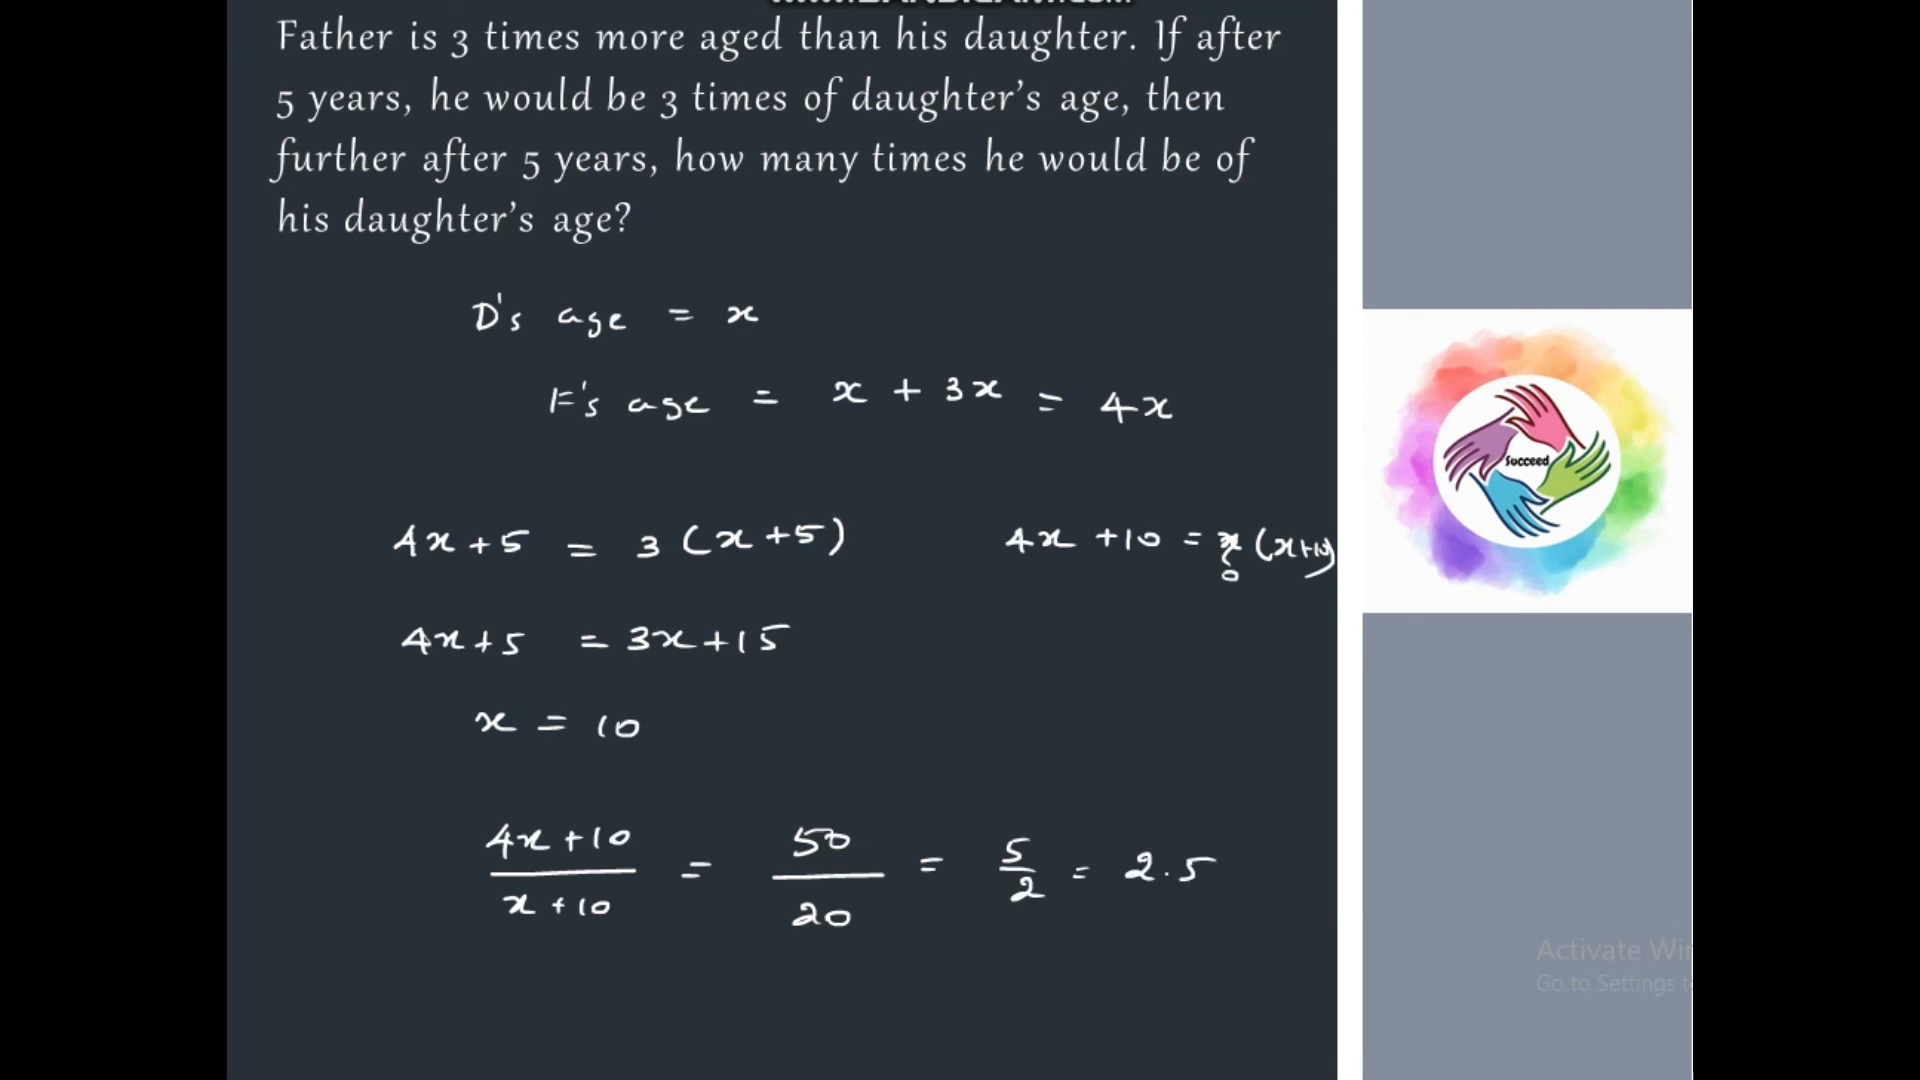 Father is 3 times more aged than his daughter. If after
5 years, he would be 3 times of daughter's age, then
further after 5 years, how many times he would be of
his daughter's age?
D's age = x
F's age = x + 3x = 4x
4x+5 = 3 (x+5)
4x +10 = (x+10)
4x+5 = 3x+15
x = 10
4x+10 / x+10 = 50 / 20 = 5/2 = 2.5
Succeed
Activate Wi
Go to Settings t